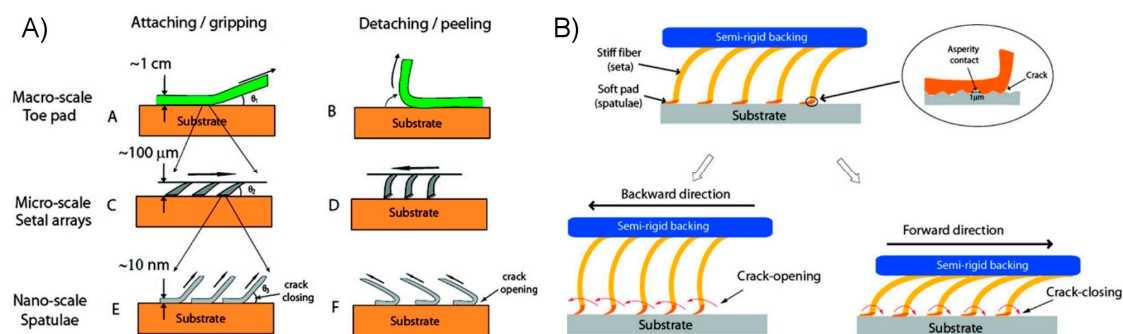 A)
Attaching / gripping
Detaching / peeling
~1 cm
Macro-scale
Toe pad
A
θ1
Substrate
B
Substrate
~100 μm
Micro-scale
Setal arrays
C
θ2
Substrate
D
Substrate
~10 nm
Nano-scale
Spatulae
E
θ3
crack
closing
Substrate
F
crack
opening
Substrate
B)
Semi-rigid backing
Stiff fiber
(seta)
Soft pad
(spatulae)
Substrate
Asperity
contact
Crack
1μm
Backward direction
Semi-rigid backing
Crack-opening
Substrate
Forward direction
Semi-rigid backing
Crack-closing
Substrate